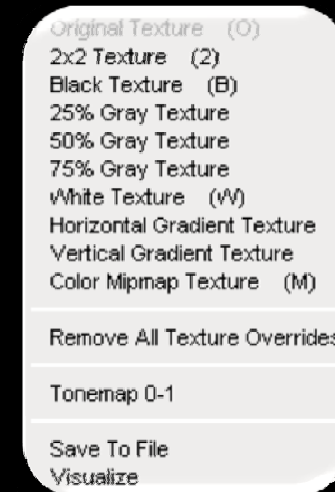 Original Texture (O)
2x2 Texture (2)
Black Texture (B)
25% Gray Texture
50% Gray Texture
75% Gray Texture
White Texture (W)
Horizontal Gradient Texture
Vertical Gradient Texture
Color Mipmap Texture (M)
Remove All Texture Overrides
Tonemap 0-1
Save To File
Visualize